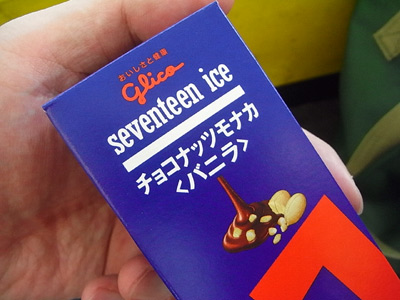 おいしさと健康
Glico
seventeen ice
チョコナッツモナカ
<バニラ>